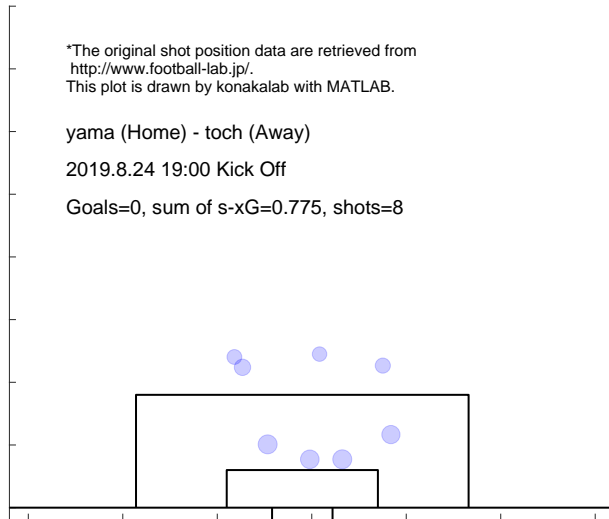 *The original shot position data are retrieved from
http://www.football-lab.jp/.
This plot is drawn by konakalab with MATLAB.
yama (Home) - toch (Away)
2019.8.24 19:00 Kick Off
Goals=0, sum of s-xG=0.775, shots=8